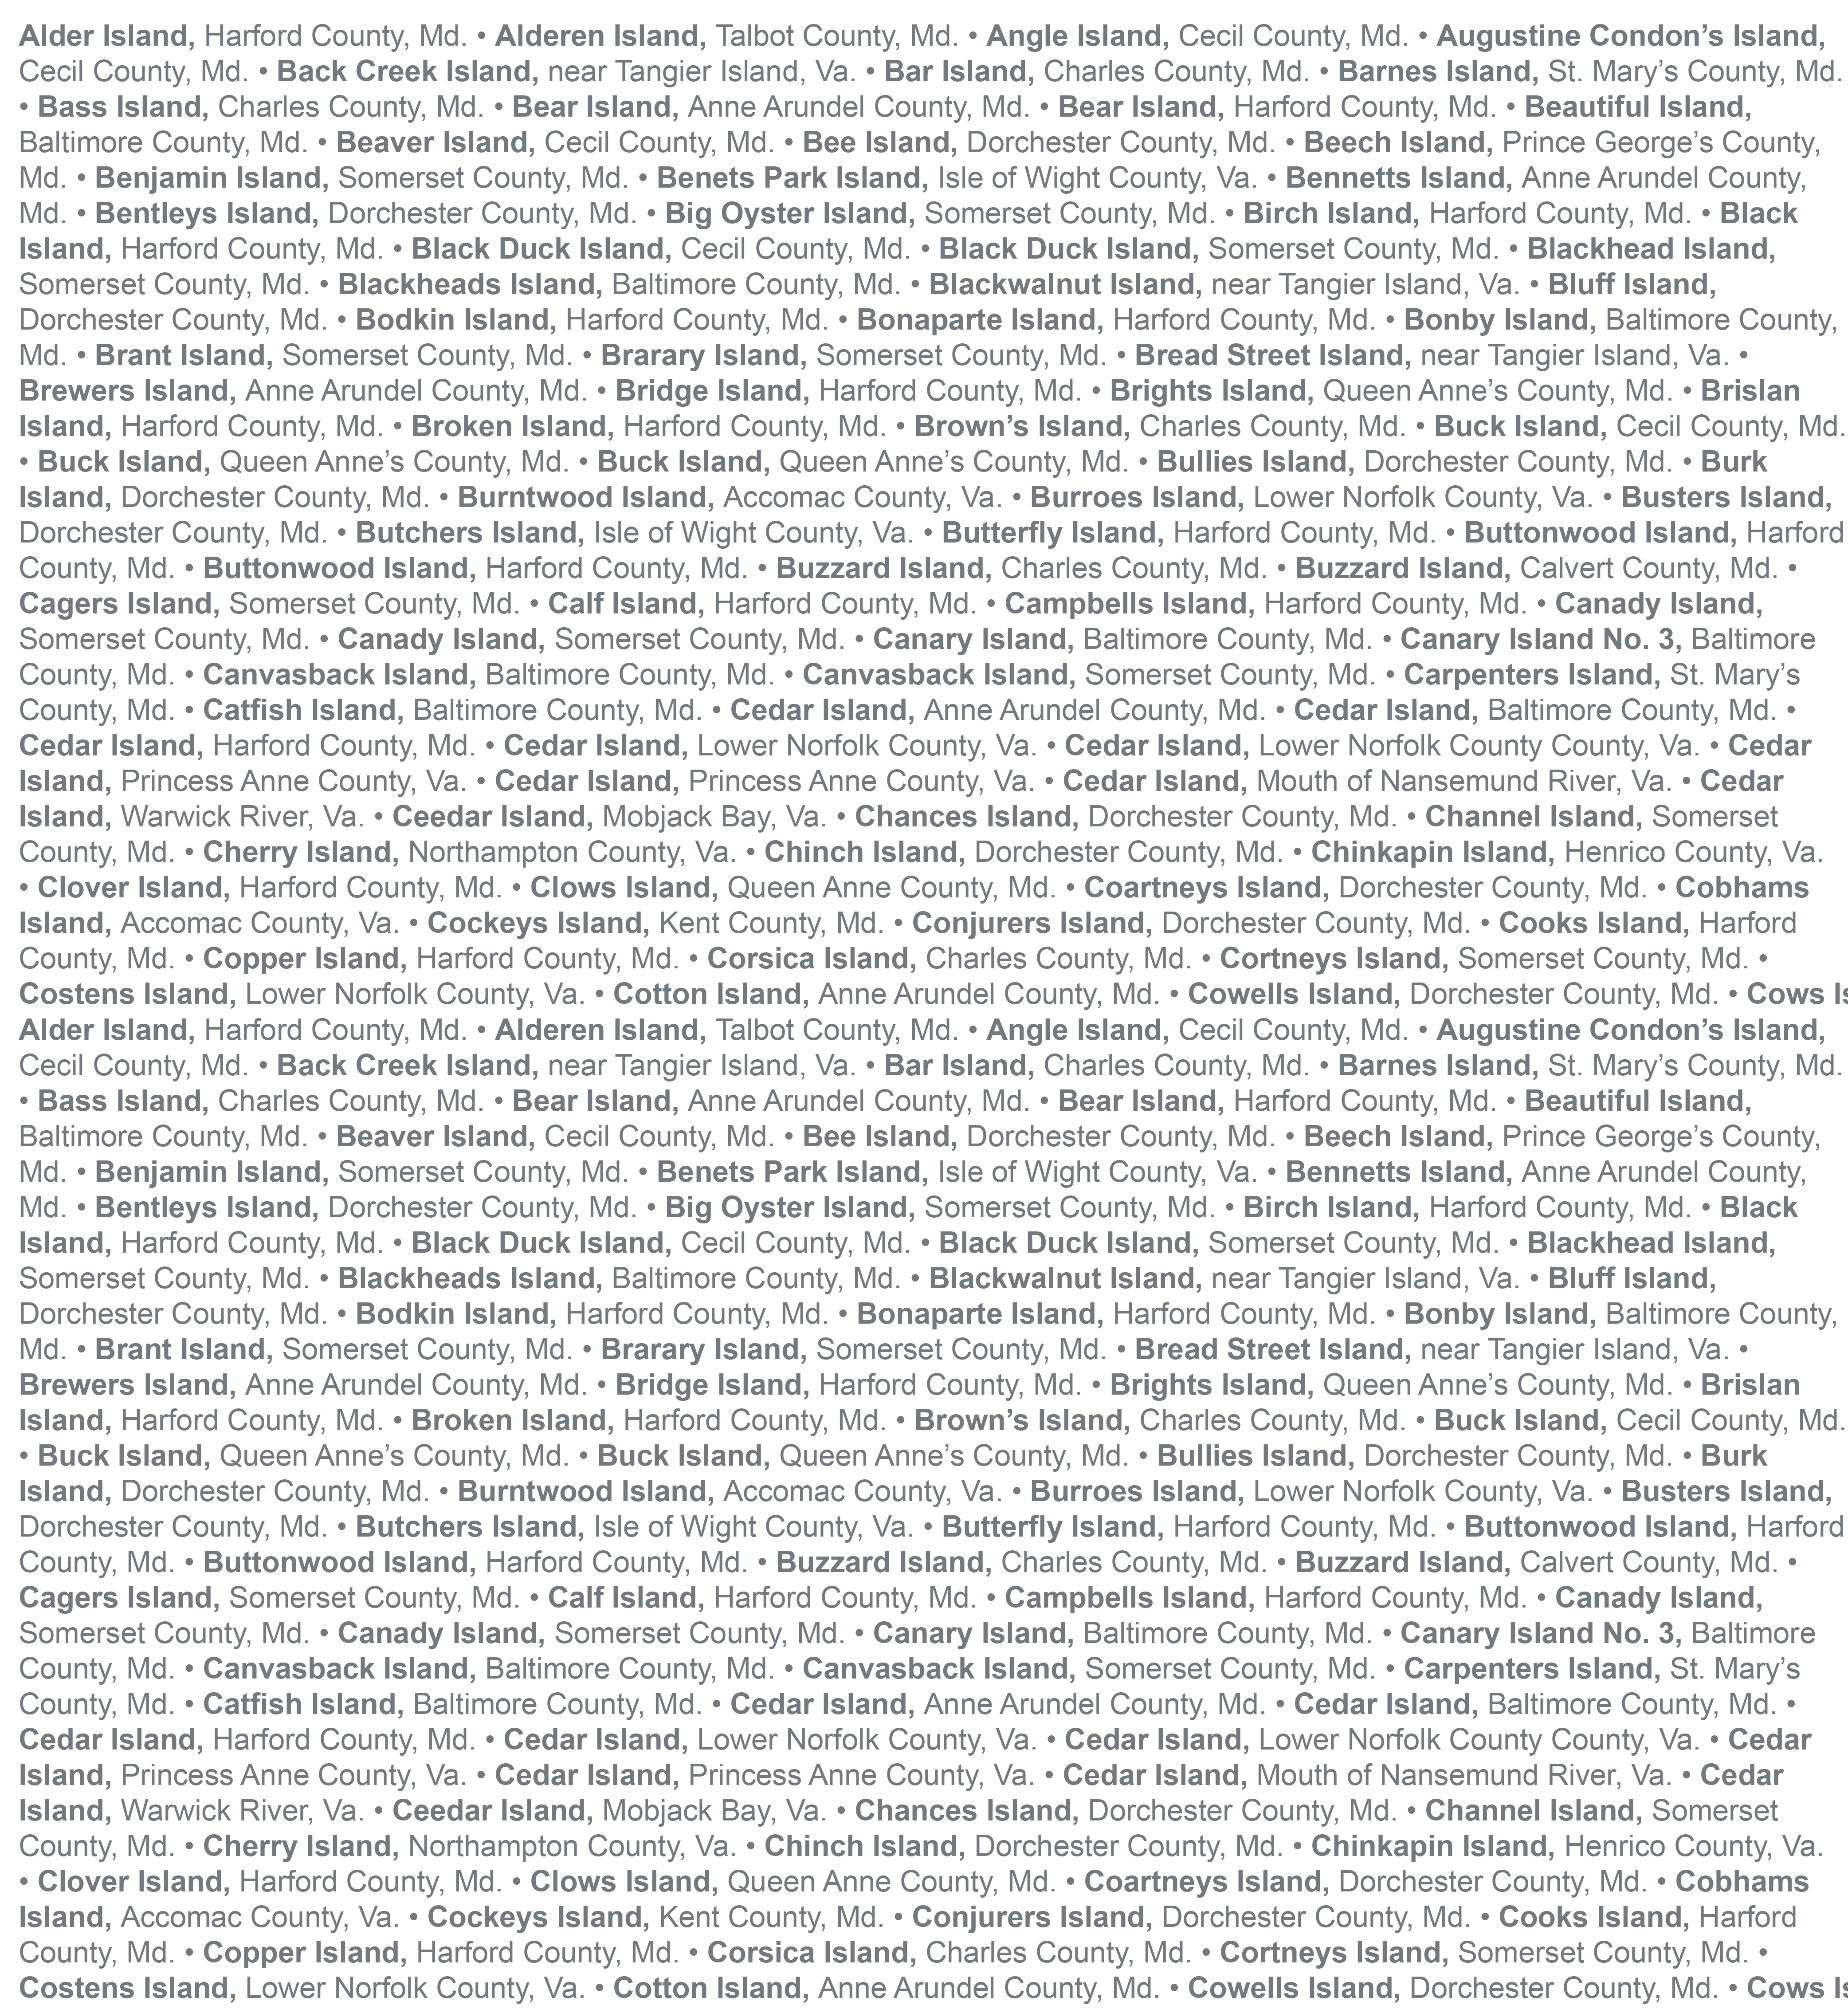 Alder Island, Harford County, Md. • Alderen Island, Talbot County, Md. • Angle Island, Cecil County, Md. • Augustine Condon’s Island,
Cecil County, Md. • Back Creek Island, near Tangier Island, Va. • Bar Island, Charles County, Md. • Barnes Island, St. Mary’s County, Md.
• Bass Island, Charles County, Md. • Bear Island, Anne Arundel County, Md. • Bear Island, Harford County, Md. • Beautiful Island,
Baltimore County, Md. • Beaver Island, Cecil County, Md. • Bee Island, Dorchester County, Md. • Beech Island, Prince George’s County,
Md. • Benjamin Island, Somerset County, Md. • Benets Park Island, Isle of Wight County, Va. • Bennetts Island, Anne Arundel County,
Md. • Bentleys Island, Dorchester County, Md. • Big Oyster Island, Somerset County, Md. • Birch Island, Harford County, Md. • Black
Island, Harford County, Md. • Black Duck Island, Cecil County, Md. • Black Duck Island, Somerset County, Md. • Blackhead Island,
Somerset County, Md. • Blackheads Island, Baltimore County, Md. • Blackwalnut Island, near Tangier Island, Va. • Bluff Island,
Dorchester County, Md. • Bodkin Island, Harford County, Md. • Bonaparte Island, Harford County, Md. • Bonby Island, Baltimore County,
Md. • Brant Island, Somerset County, Md. • Brarary Island, Somerset County, Md. • Bread Street Island, near Tangier Island, Va. •
Brewers Island, Anne Arundel County, Md. • Bridge Island, Harford County, Md. • Brights Island, Queen Anne’s County, Md. • Brislan
Island, Harford County, Md. • Broken Island, Harford County, Md. • Brown’s Island, Charles County, Md. • Buck Island, Cecil County, Md.
• Buck Island, Queen Anne’s County, Md. • Buck Island, Queen Anne’s County, Md. • Bullies Island, Dorchester County, Md. • Burk
Island, Dorchester County, Md. • Burntwood Island, Accomac County, Va. • Burroes Island, Lower Norfolk County, Va. • Busters Island,
Dorchester County, Md. • Butchers Island, Isle of Wight County, Va. • Butterfly Island, Harford County, Md. • Buttonwood Island, Harford
County, Md. • Buttonwood Island, Harford County, Md. • Buzzard Island, Charles County, Md. • Buzzard Island, Calvert County, Md. •
Cagers Island, Somerset County, Md. • Calf Island, Harford County, Md. • Campbells Island, Harford County, Md. • Canady Island,
Somerset County, Md. • Canady Island, Somerset County, Md. • Canary Island, Baltimore County, Md. • Canary Island No. 3, Baltimore
County, Md. • Canvasback Island, Baltimore County, Md. • Canvasback Island, Somerset County, Md. • Carpenters Island, St. Mary’s
County, Md. • Catfish Island, Baltimore County, Md. • Cedar Island, Anne Arundel County, Md. • Cedar Island, Baltimore County, Md. •
Cedar Island, Harford County, Md. • Cedar Island, Lower Norfolk County, Va. • Cedar Island, Lower Norfolk County County, Va. • Cedar
Island, Princess Anne County, Va. • Cedar Island, Princess Anne County, Va. • Cedar Island, Mouth of Nansemund River, Va. • Cedar
Island, Warwick River, Va. • Ceedar Island, Mobjack Bay, Va. • Chances Island, Dorchester County, Md. • Channel Island, Somerset
County, Md. • Cherry Island, Northampton County, Va. • Chinch Island, Dorchester County, Md. • Chinkapin Island, Henrico County, Va.
• Clover Island, Harford County, Md. • Clows Island, Queen Anne County, Md. • Coartneys Island, Dorchester County, Md. • Cobhams
Island, Accomac County, Va. • Cockeys Island, Kent County, Md. • Conjurers Island, Dorchester County, Md. • Cooks Island, Harford
County, Md. • Copper Island, Harford County, Md. • Corsica Island, Charles County, Md. • Cortneys Island, Somerset County, Md. •
Costens Island, Lower Norfolk County, Va. • Cotton Island, Anne Arundel County, Md. • Cowells Island, Dorchester County, Md. • Cows Is
Alder Island, Harford County, Md. • Alderen Island, Talbot County, Md. • Angle Island, Cecil County, Md. • Augustine Condon’s Island,
Cecil County, Md. • Back Creek Island, near Tangier Island, Va. • Bar Island, Charles County, Md. • Barnes Island, St. Mary’s County, Md.
• Bass Island, Charles County, Md. • Bear Island, Anne Arundel County, Md. • Bear Island, Harford County, Md. • Beautiful Island,
Baltimore County, Md. • Beaver Island, Cecil County, Md. • Bee Island, Dorchester County, Md. • Beech Island, Prince George’s County,
Md. • Benjamin Island, Somerset County, Md. • Benets Park Island, Isle of Wight County, Va. • Bennetts Island, Anne Arundel County,
Md. • Bentleys Island, Dorchester County, Md. • Big Oyster Island, Somerset County, Md. • Birch Island, Harford County, Md. • Black
Island, Harford County, Md. • Black Duck Island, Cecil County, Md. • Black Duck Island, Somerset County, Md. • Blackhead Island,
Somerset County, Md. • Blackheads Island, Baltimore County, Md. • Blackwalnut Island, near Tangier Island, Va. • Bluff Island,
Dorchester County, Md. • Bodkin Island, Harford County, Md. • Bonaparte Island, Harford County, Md. • Bonby Island, Baltimore County,
Md. • Brant Island, Somerset County, Md. • Brarary Island, Somerset County, Md. • Bread Street Island, near Tangier Island, Va. •
Brewers Island, Anne Arundel County, Md. • Bridge Island, Harford County, Md. • Brights Island, Queen Anne’s County, Md. • Brislan
Island, Harford County, Md. • Broken Island, Harford County, Md. • Brown’s Island, Charles County, Md. • Buck Island, Cecil County, Md.
• Buck Island, Queen Anne’s County, Md. • Buck Island, Queen Anne’s County, Md. • Bullies Island, Dorchester County, Md. • Burk
Island, Dorchester County, Md. • Burntwood Island, Accomac County, Va. • Burroes Island, Lower Norfolk County, Va. • Busters Island,
Dorchester County, Md. • Butchers Island, Isle of Wight County, Va. • Butterfly Island, Harford County, Md. • Buttonwood Island, Harford
County, Md. • Buttonwood Island, Harford County, Md. • Buzzard Island, Charles County, Md. • Buzzard Island, Calvert County, Md. •
Cagers Island, Somerset County, Md. • Calf Island, Harford County, Md. • Campbells Island, Harford County, Md. • Canady Island,
Somerset County, Md. • Canady Island, Somerset County, Md. • Canary Island, Baltimore County, Md. • Canary Island No. 3, Baltimore
County, Md. • Canvasback Island, Baltimore County, Md. • Canvasback Island, Somerset County, Md. • Carpenters Island, St. Mary’s
County, Md. • Catfish Island, Baltimore County, Md. • Cedar Island, Anne Arundel County, Md. • Cedar Island, Baltimore County, Md. •
Cedar Island, Harford County, Md. • Cedar Island, Lower Norfolk County, Va. • Cedar Island, Lower Norfolk County County, Va. • Cedar
Island, Princess Anne County, Va. • Cedar Island, Princess Anne County, Va. • Cedar Island, Mouth of Nansemund River, Va. • Cedar
Island, Warwick River, Va. • Ceedar Island, Mobjack Bay, Va. • Chances Island, Dorchester County, Md. • Channel Island, Somerset
County, Md. • Cherry Island, Northampton County, Va. • Chinch Island, Dorchester County, Md. • Chinkapin Island, Henrico County, Va.
• Clover Island, Harford County, Md. • Clows Island, Queen Anne County, Md. • Coartneys Island, Dorchester County, Md. • Cobhams
Island, Accomac County, Va. • Cockeys Island, Kent County, Md. • Conjurers Island, Dorchester County, Md. • Cooks Island, Harford
County, Md. • Copper Island, Harford County, Md. • Corsica Island, Charles County, Md. • Cortneys Island, Somerset County, Md. •
Costens Island, Lower Norfolk County, Va. • Cotton Island, Anne Arundel County, Md. • Cowells Island, Dorchester County, Md. • Cows Is